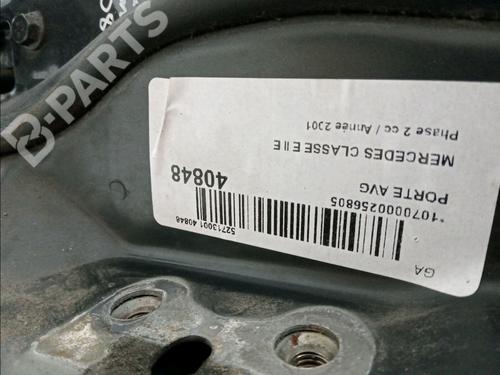 GA
*1070000256805
52713001 40848
PORTE AVG
40848
MERCEDES CLASSE E II E
Phase 2 cc / Année 2001
B-PARTS